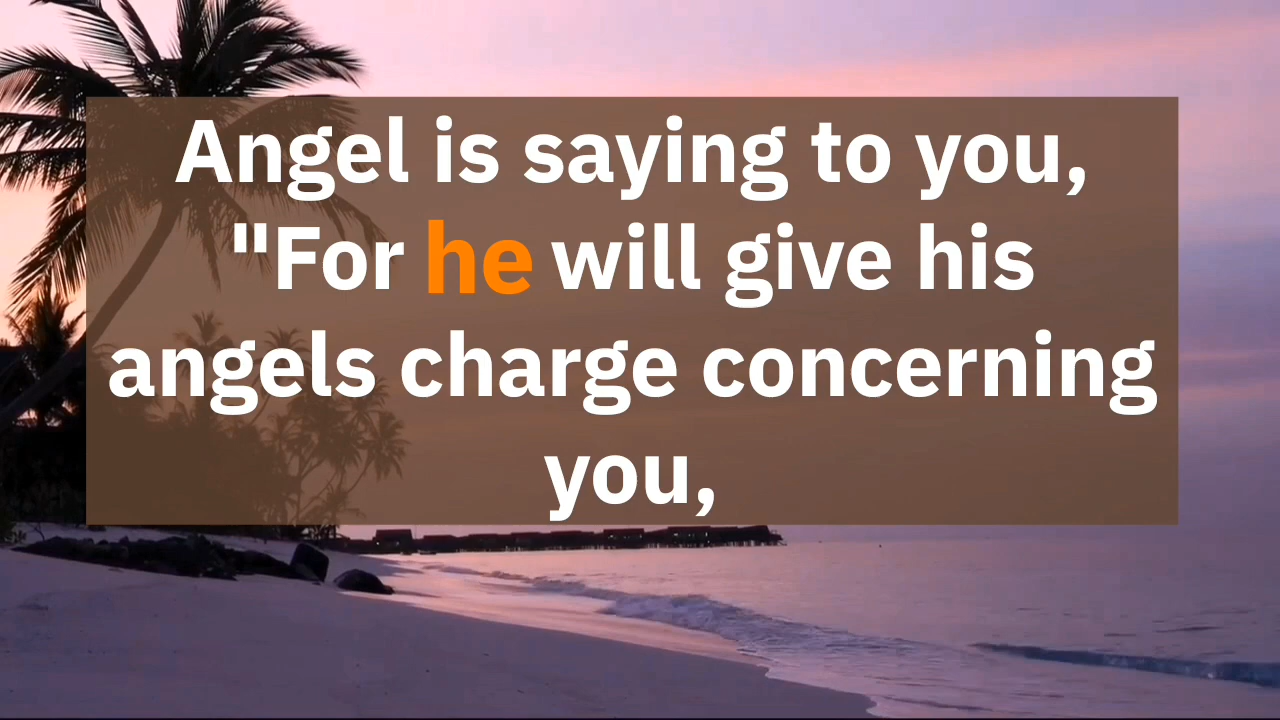 Angel is saying to you,
"For he will give his
angels charge concerning
you,